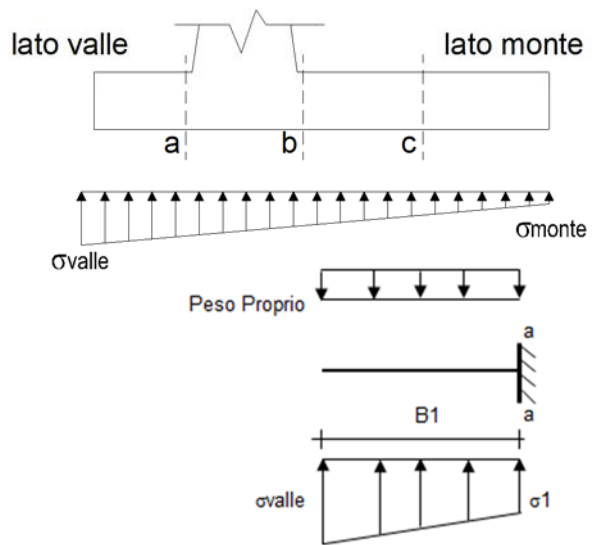 lato valle
lato monte
a
b
c
σvalle
σmonte
Peso Proprio
a
a
B1
σvalle
σ1